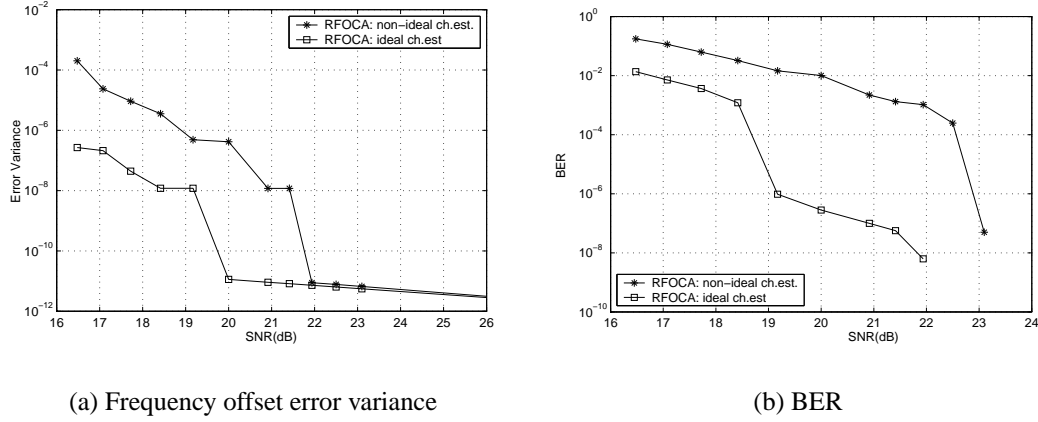 10^-2
10^-4
10^-6
10^-8
10^-10
10^-12
Error Variance
16 17 18 19 20 21 22 23 24 25 26
SNR(dB)
RFOCA: non-ideal ch.est.
RFOCA: ideal ch.est
(a) Frequency offset error variance
10^0
10^-2
10^-4
10^-6
10^-8
10^-10
BER
16 17 18 19 20 21 22 23 24
SNR(dB)
RFOCA: non-ideal ch.est.
RFOCA: ideal ch.est
(b) BER